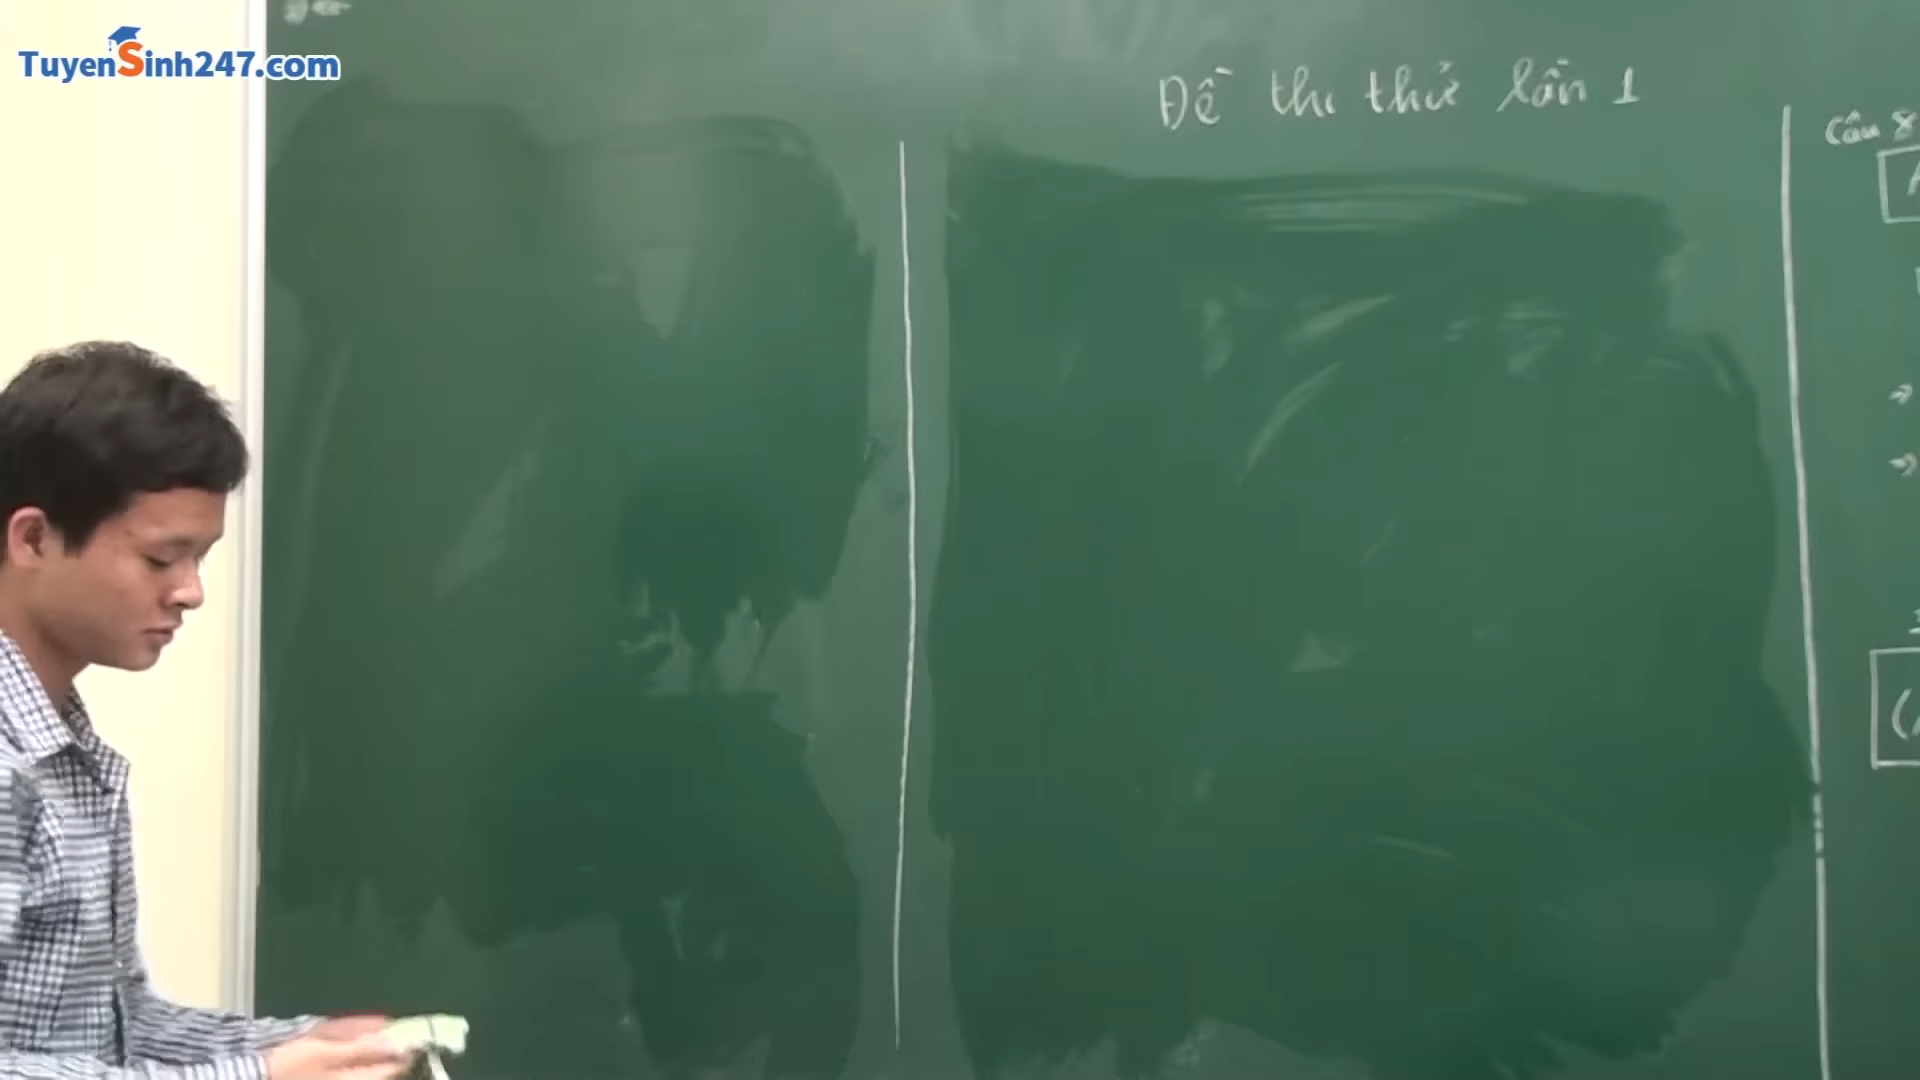 TuyenSinh247.com
Đề thi thử lần 1
Câu 8